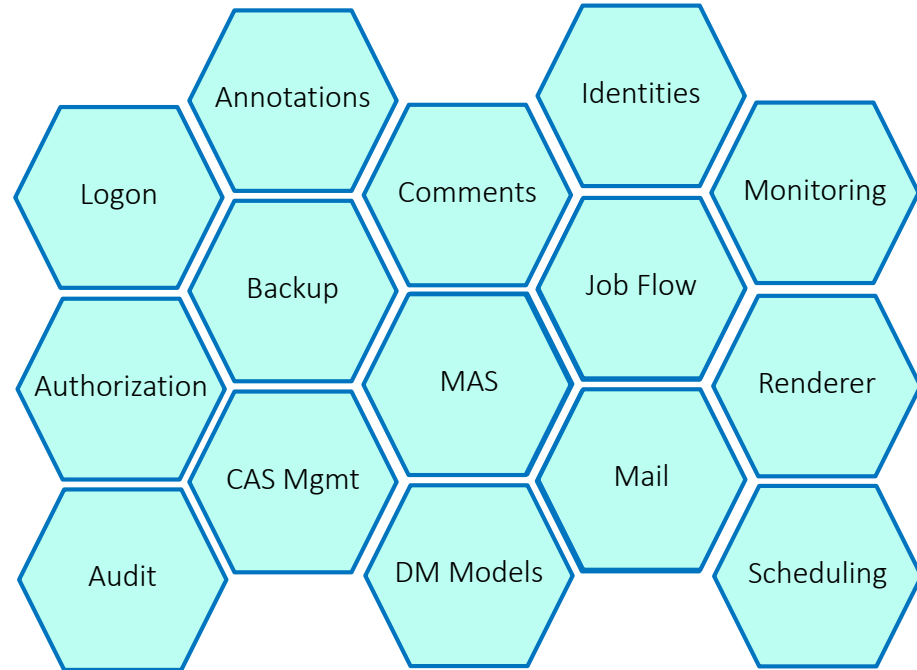 Annotations
Identities
Logon
Comments
Monitoring
Backup
Job Flow
Authorization
MAS
Renderer
CAS Mgmt
Mail
Audit
DM Models
Scheduling